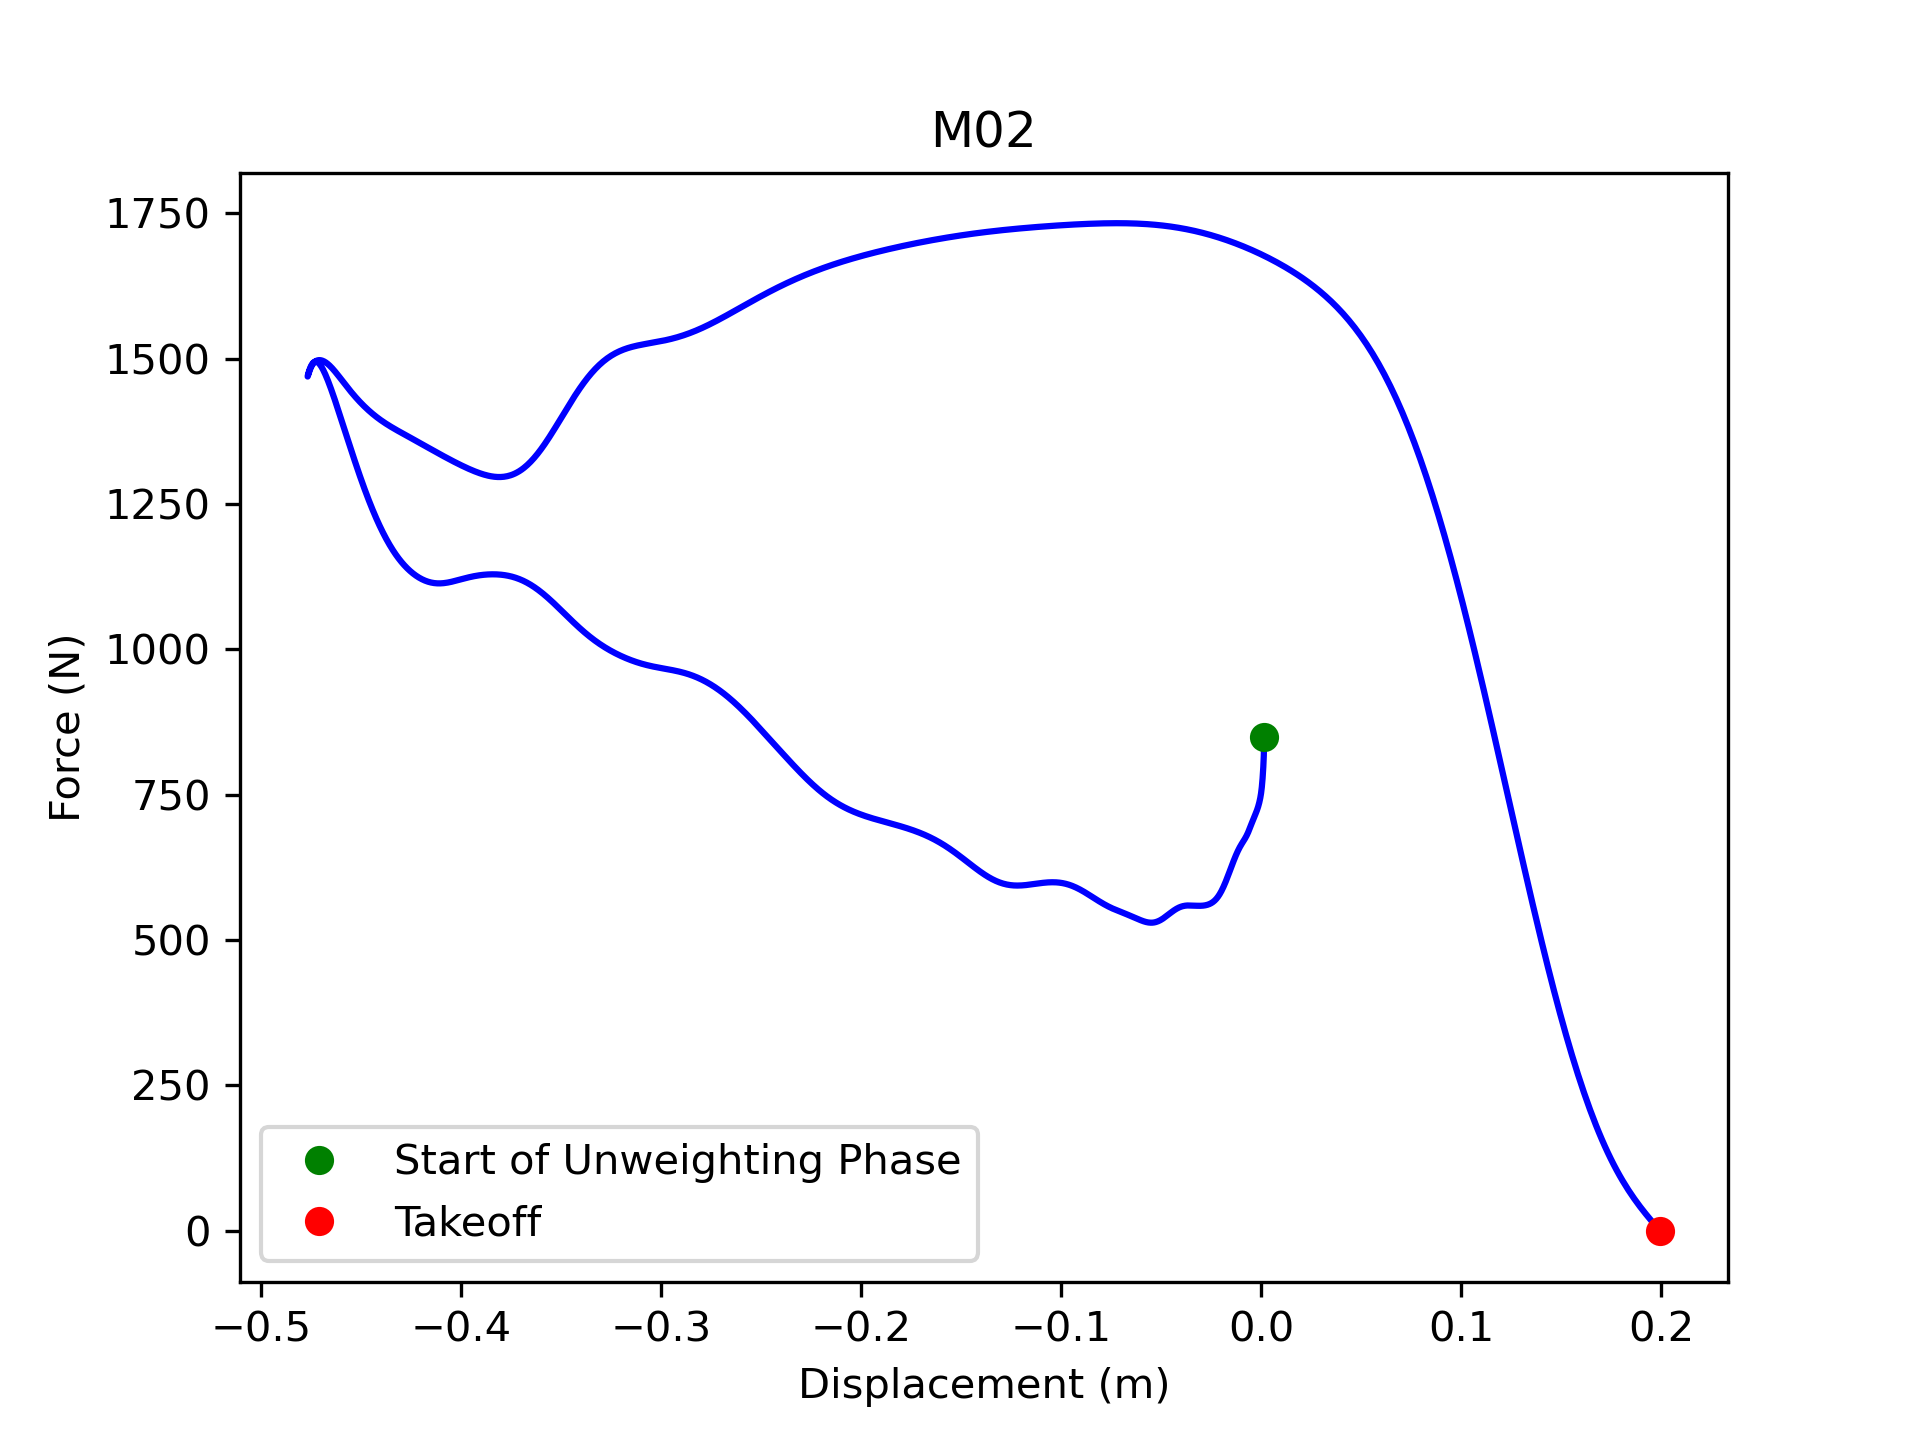 M02
1750
1500
1250
1000
750
500
250
0
Force (N)
Start of Unweighting Phase
Takeoff
−0.5 −0.4 −0.3 −0.2 −0.1 0.0 0.1 0.2
Displacement (m)